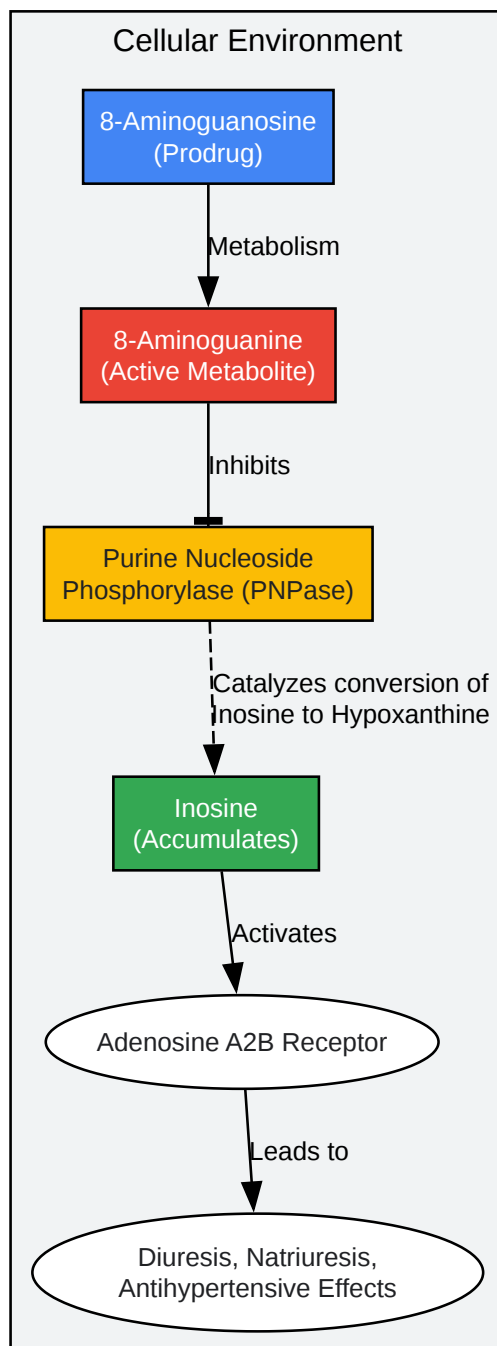 Cellular Environment
8-Aminoguanosine
(Prodrug)
Metabolism
8-Aminoguanine
(Active Metabolite)
Inhibits
Purine Nucleoside
Phosphorylase (PNPase)
Catalyzes conversion of
Inosine to Hypoxanthine
Inosine
(Accumulates)
Activates
Adenosine A2B Receptor
Leads to
Diuresis, Natriuresis,
Antihypertensive Effects